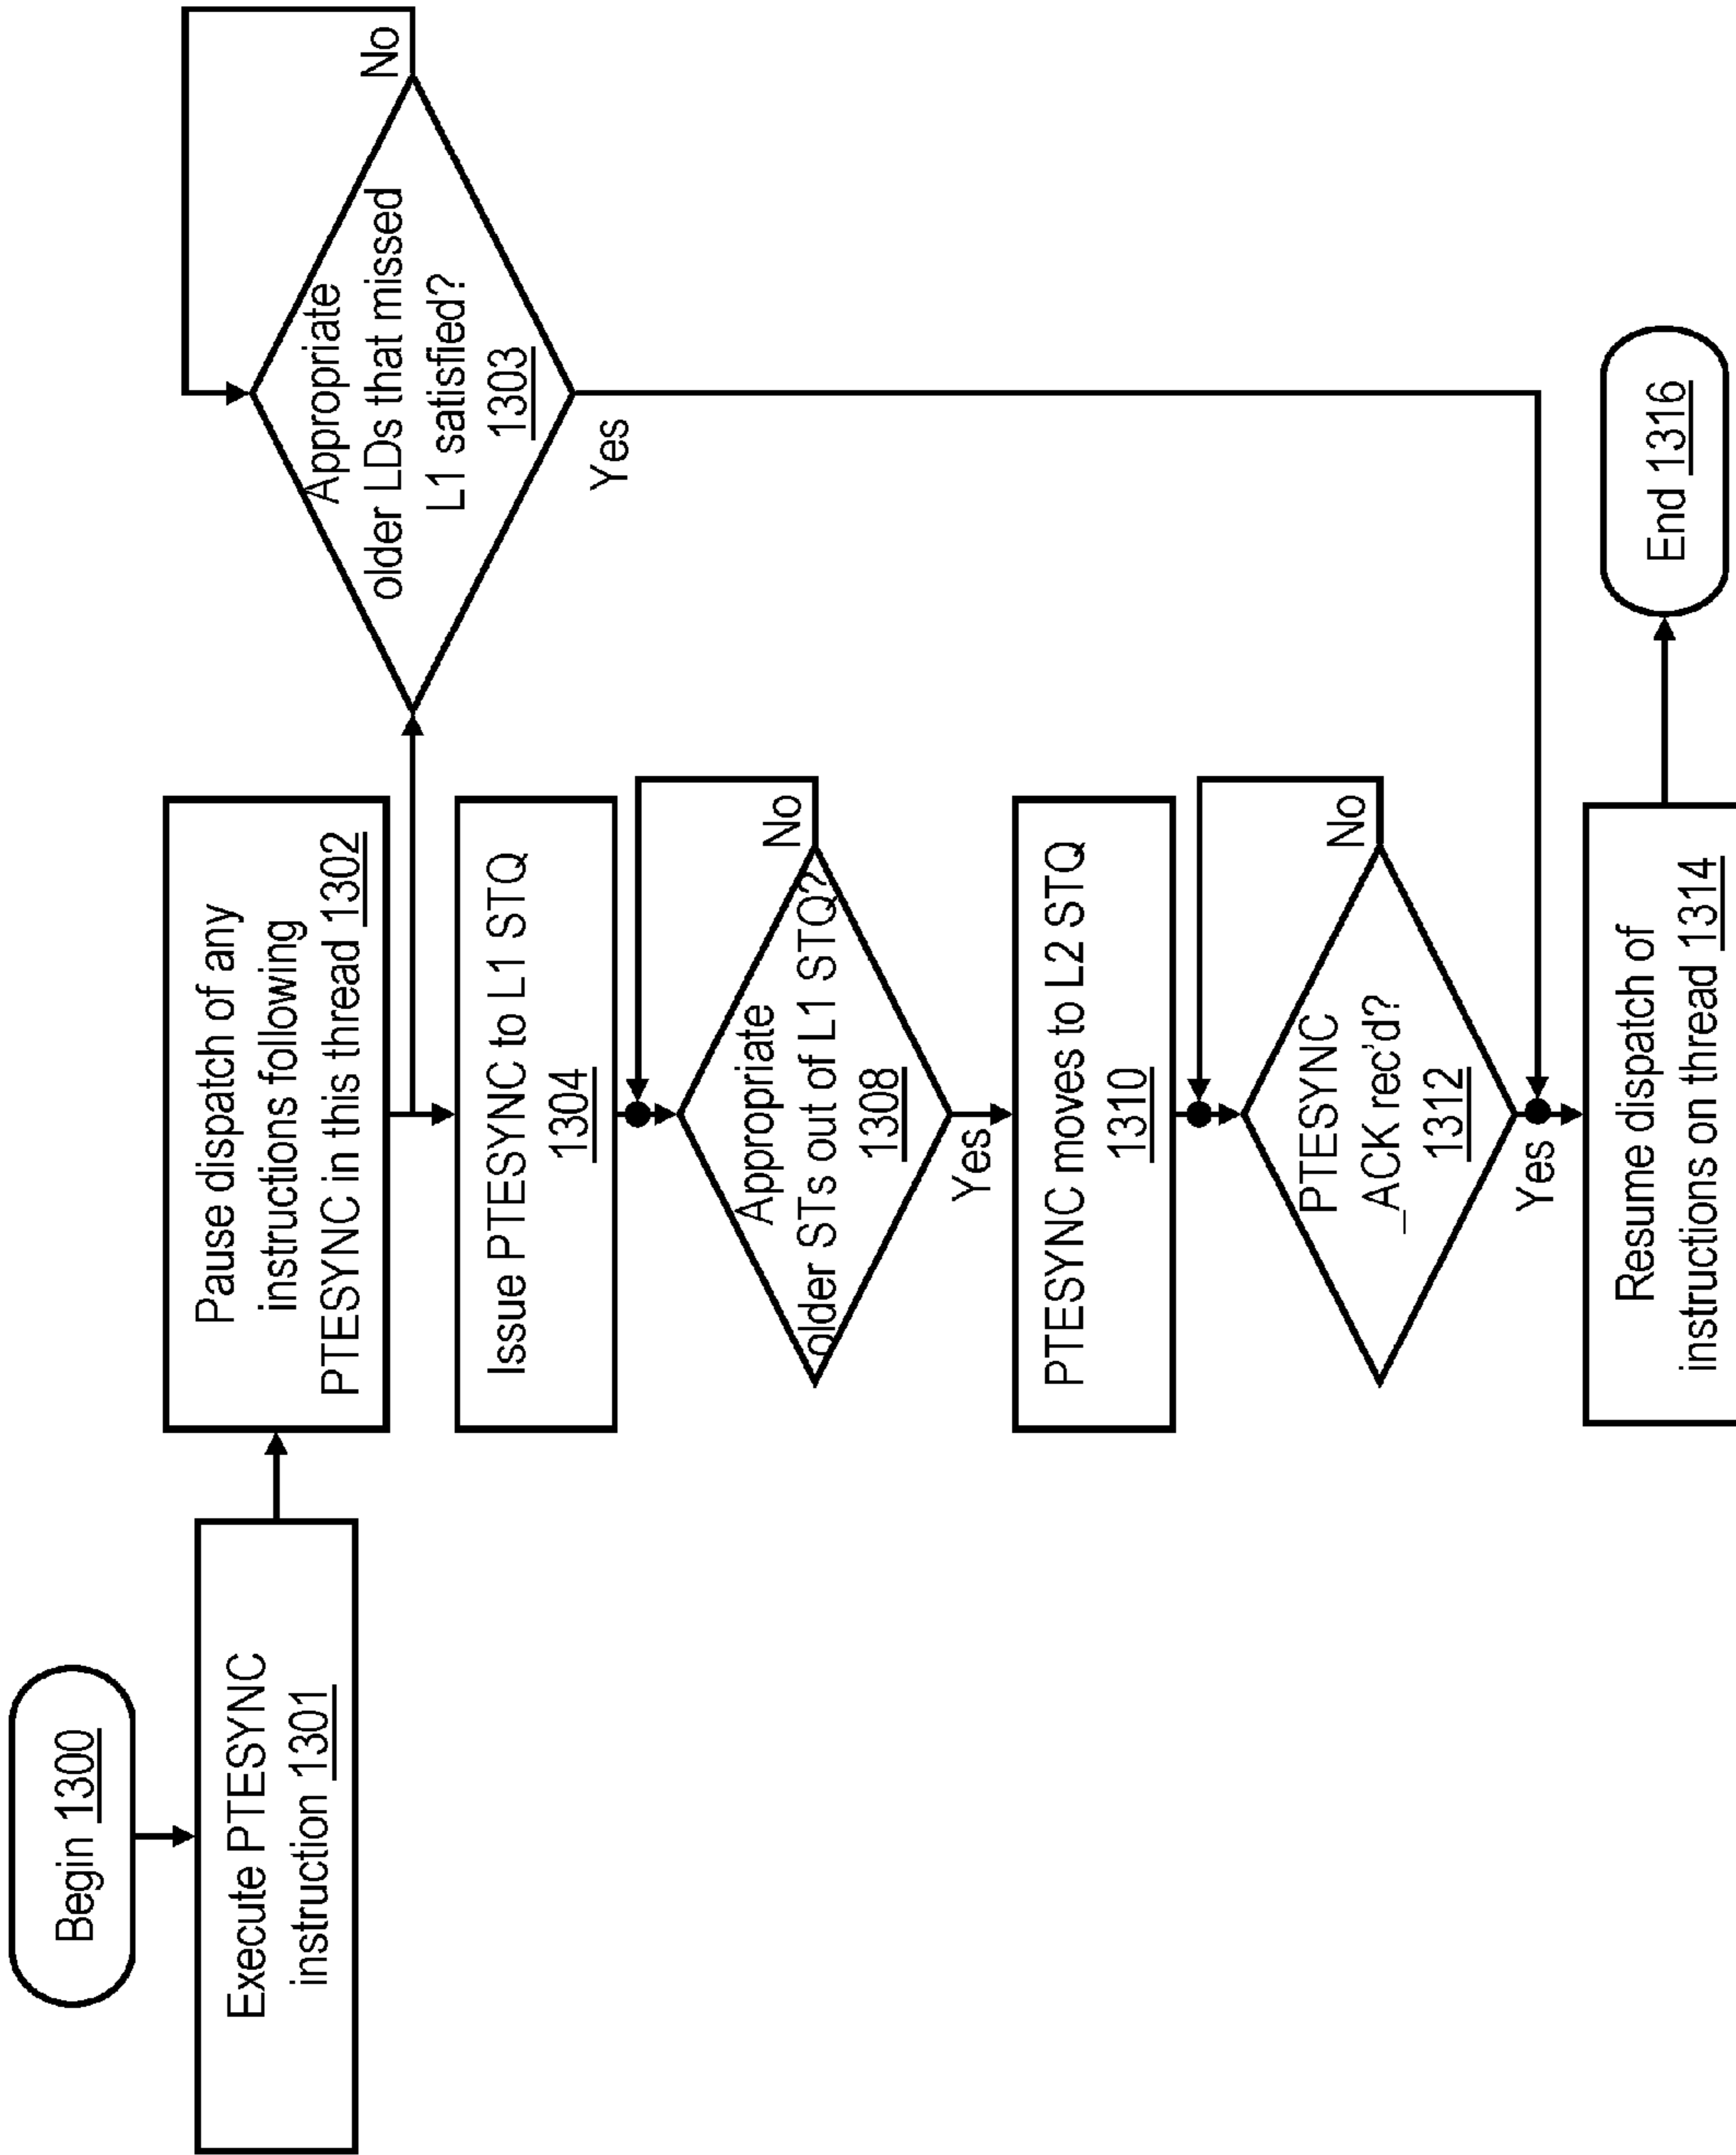 Begin 1300
Execute PTESYNC
instruction 1301
Pause dispatch of any
instructions following
PTESYNC in this thread 1302
Appropriate
older LDs that missed
L1 satisfied?
1303
No
Yes
Issue PTESYNC to L1 STQ
1304
Appropriate
older STs out of L1 STQ?
1308
No
Yes
PTESYNC moves to L2 STQ
1310
PTESYNC
_ACK rec'd?
1312
No
Yes
Resume dispatch of
instructions on thread 1314
End 1316